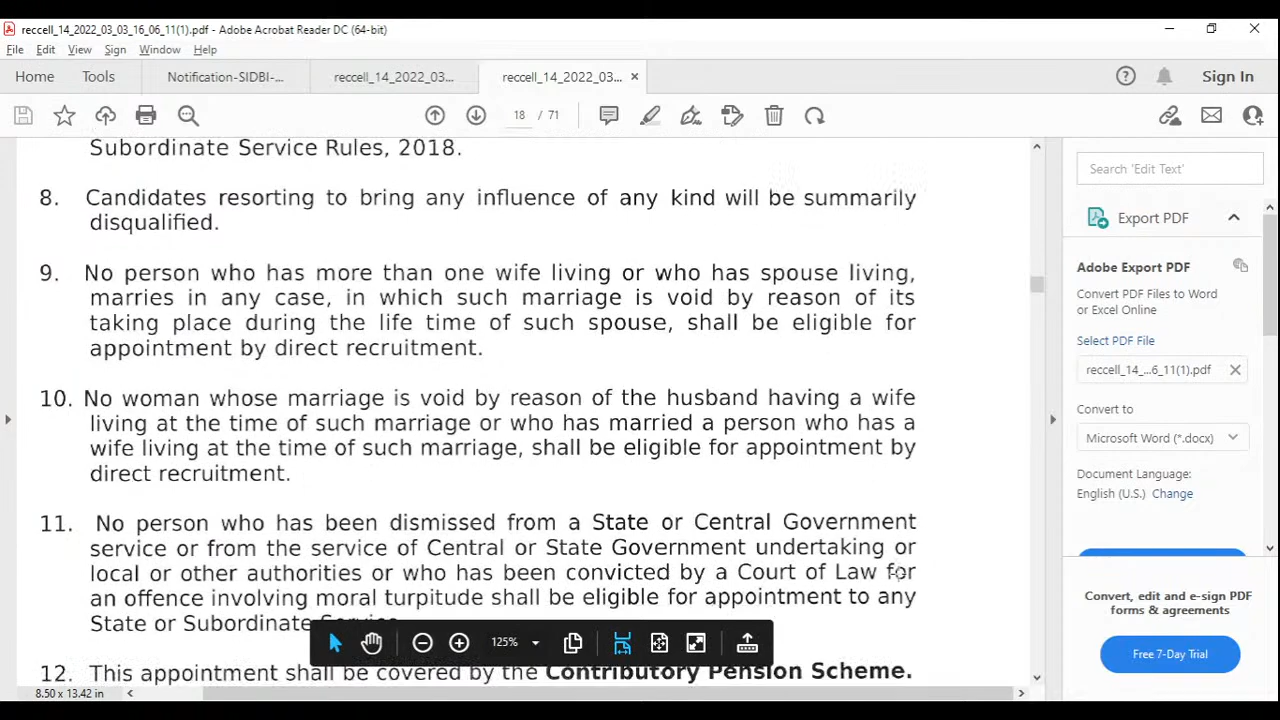 reccell_14_2022_03_03_16_06_11(1).pdf - Adobe Acrobat Reader DC (64-bit)
File Edit View Sign Window Help
Home Tools Notification-SIDBI-... reccell_14_2022_03... reccell_14_2022_03... × Sign In
18 / 71
Subordinate Service Rules, 2018.
8. Candidates resorting to bring any influence of any kind will be summarily
disqualified.
9. No person who has more than one wife living or who has spouse living,
marries in any case, in which such marriage is void by reason of its
taking place during the life time of such spouse, shall be eligible for
appointment by direct recruitment.
10. No woman whose marriage is void by reason of the husband having a wife
living at the time of such marriage or who has married a person who has a
wife living at the time of such marriage, shall be eligible for appointment by
direct recruitment.
11. No person who has been dismissed from a State or Central Government
service or from the service of Central or State Government undertaking or
local or other authorities or who has been convicted by a Court of Law for
an offence involving moral turpitude shall be eligible for appointment to any
State or Subordinate Service.
12. This appointment shall be covered by the Contributory Pension Scheme.
125%
8.50 x 13.42 in
Search 'Edit Text'
Export PDF
Adobe Export PDF
Convert PDF Files to Word
or Excel Online
Select PDF File
reccell_14_...6_11(1).pdf
Convert to
Microsoft Word (*.docx)
Document Language:
English (U.S.) Change
Convert, edit and e-sign PDF
forms & agreements
Free 7-Day Trial